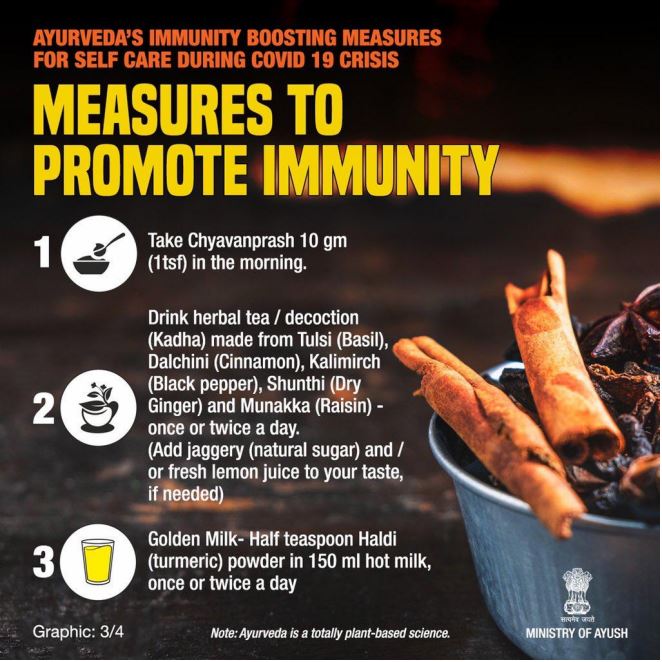 AYURVEDA'S IMMUNITY BOOSTING MEASURES
FOR SELF CARE DURING COVID 19 CRISIS
MEASURES TO
PROMOTE IMMUNITY
1
Take Chyavanprash 10 gm
(1tsf) in the morning.
2
Drink herbal tea / decoction
(Kadha) made from Tulsi (Basil),
Dalchini (Cinnamon), Kalimirch
(Black pepper), Shunthi (Dry
Ginger) and Munakka (Raisin) -
once or twice a day.
(Add jaggery (natural sugar) and /
or fresh lemon juice to your taste,
if needed)
3
Golden Milk- Half teaspoon Haldi
(turmeric) powder in 150 ml hot milk,
once or twice a day
सत्यमेव जयते
Graphic: 3/4
Note: Ayurveda is a totally plant-based science.
MINISTRY OF AYUSH